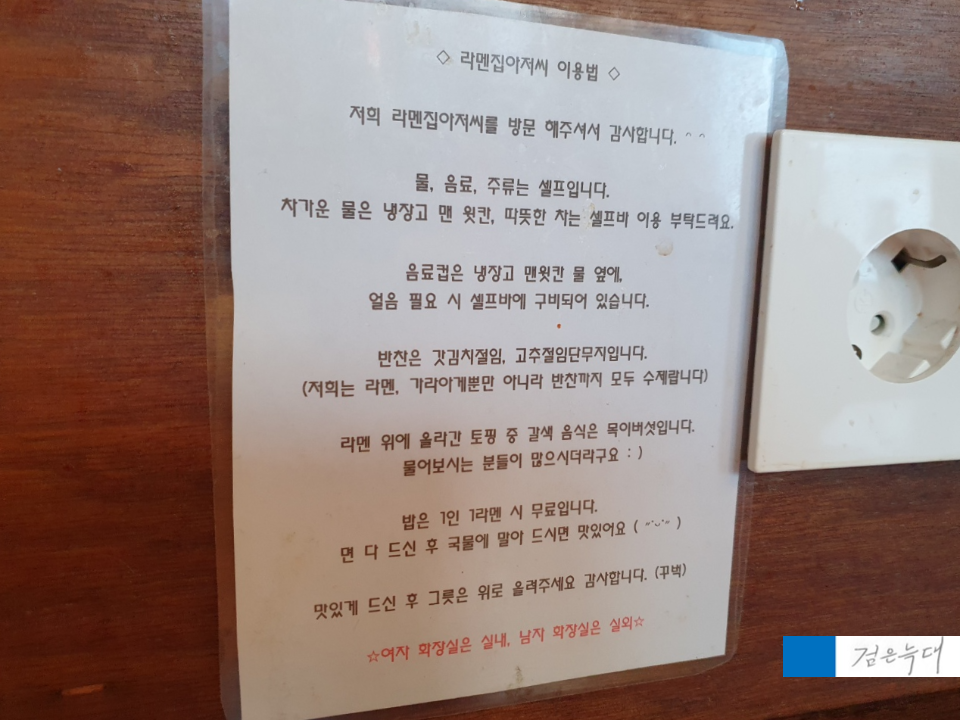 ◇ 라멘집아저씨 이용법 ◇
저희 라멘집아저씨를 방문 해주셔서 감사합니다. ^ ^
물, 음료, 주류는 셀프입니다.
차가운 물은 냉장고 맨 윗칸, 따뜻한 차는 셀프바 이용 부탁드려요.
음료컵은 냉장고 맨윗칸 물 옆에,
얼음 필요 시 셀프바에 구비되어 있습니다.
반찬은 갓김치절임, 고추절임단무지입니다.
(저희는 라멘, 가라아게뿐만 아니라 반찬까지 모두 수제랍니다)
라멘 위에 올라간 토핑 중 갈색 음식은 목이버섯입니다.
물어보시는 분들이 많으시더라구요 : )
밥은 1인 1라멘 시 무료입니다.
면 다 드신 후 국물에 말아 드시면 맛있어요 ( ˶ˊᵕˋ˶ )
맛있게 드신 후 그릇은 위로 올려주세요 감사합니다. (꾸벅)
☆여자 화장실은 실내, 남자 화장실은 실외☆
검은늑대